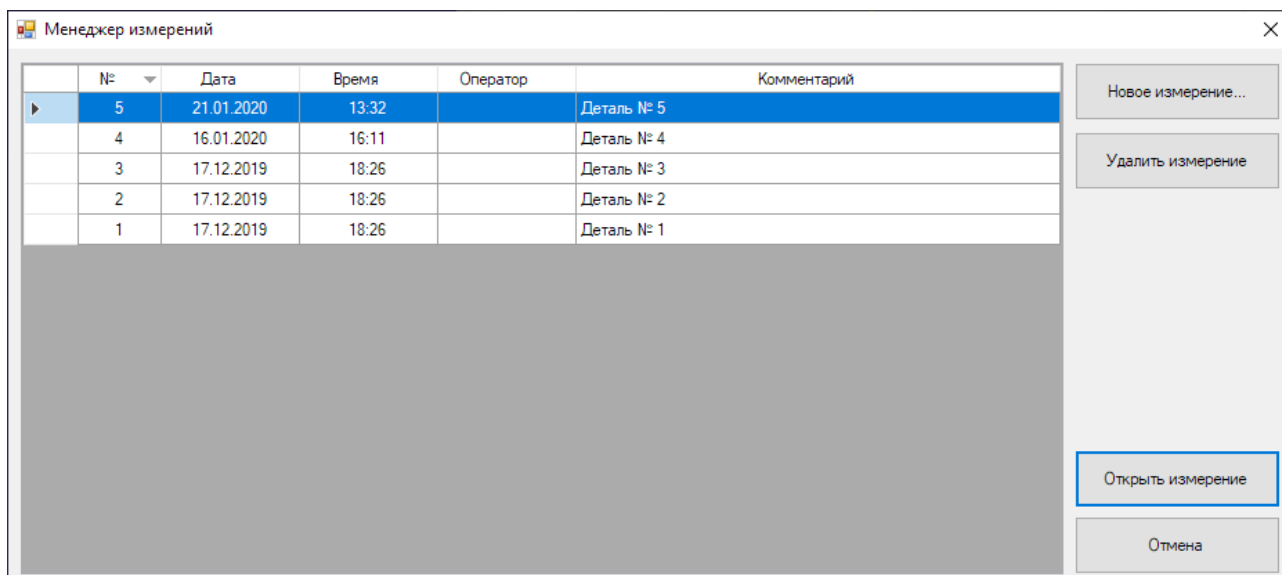 Менеджер измерений
№ Дата Время Оператор Комментарий
5 21.01.2020 13:32 Деталь № 5
4 16.01.2020 16:11 Деталь № 4
3 17.12.2019 18:26 Деталь № 3
2 17.12.2019 18:26 Деталь № 2
1 17.12.2019 18:26 Деталь № 1
Новое измерение...
Удалить измерение
Открыть измерение
Отмена